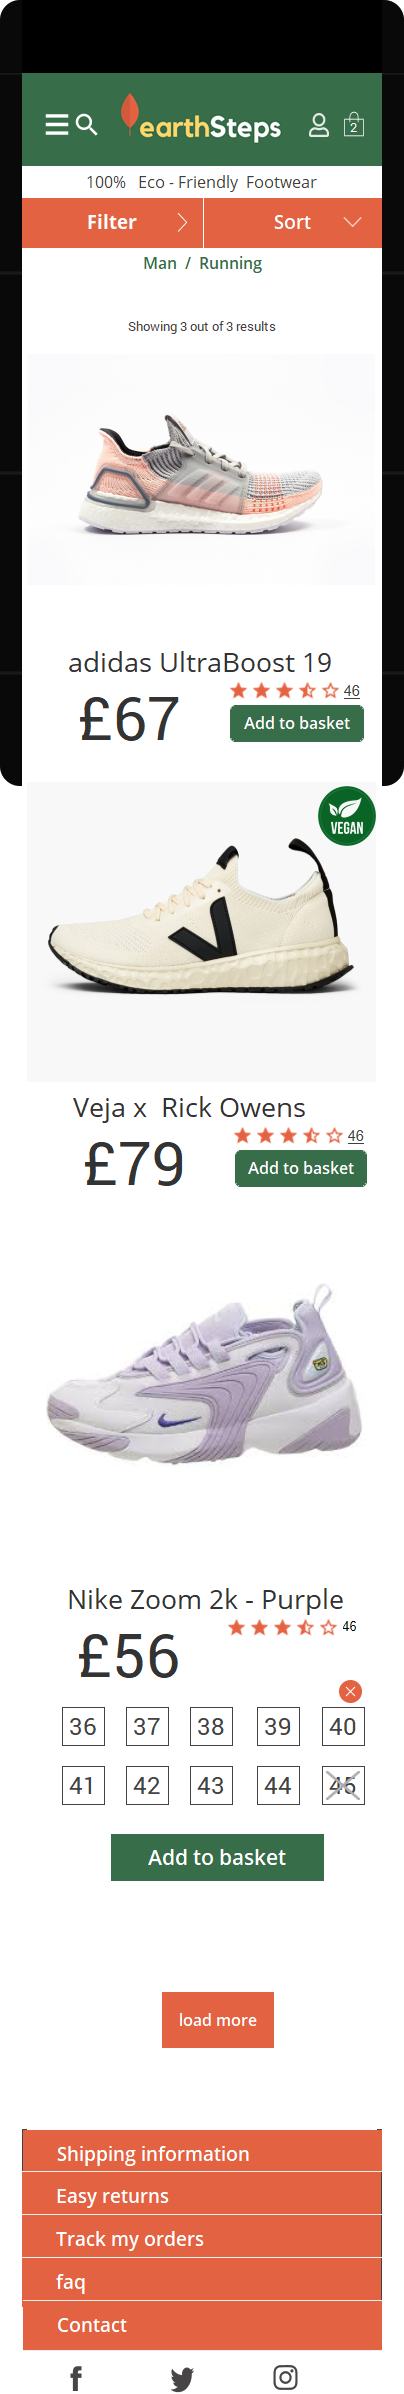 earthSteps
2
100% Eco - Friendly Footwear
Filter
Sort
Man / Running
Showing 3 out of 3 results
adidas UltraBoost 19
£67
46
Add to basket
VEGAN
Veja x Rick Owens
£79
46
Add to basket
Nike Zoom 2k - Purple
£56
46
36 37 38 39 40
41 42 43 44 45
Add to basket
load more
Shipping information
Easy returns
Track my orders
faq
Contact